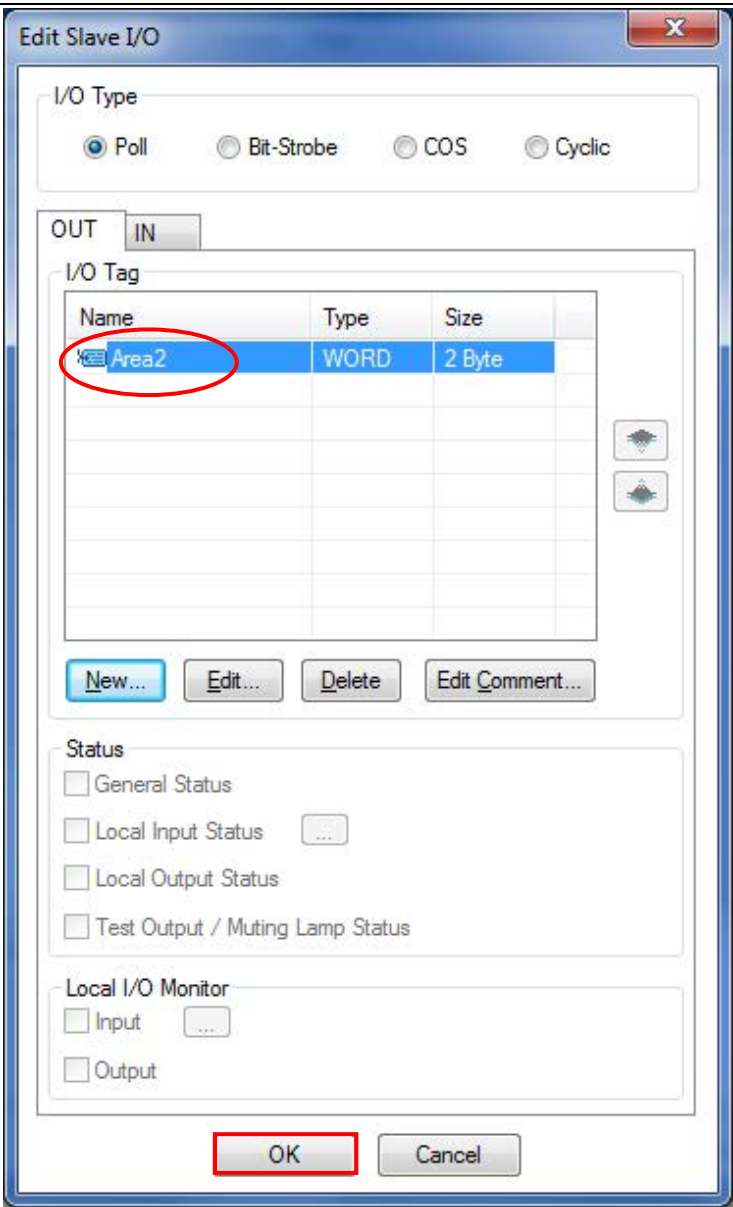 Edit Slave I/O
X
I/O Type
Poll Bit-Strobe COS Cyclic
OUT IN
I/O Tag
Name Type Size
Area2 WORD 2 Byte
New... Edit... Delete Edit Comment...
Status
General Status
Local Input Status ...
Local Output Status
Test Output / Muting Lamp Status
Local I/O Monitor
Input ...
Output
OK Cancel